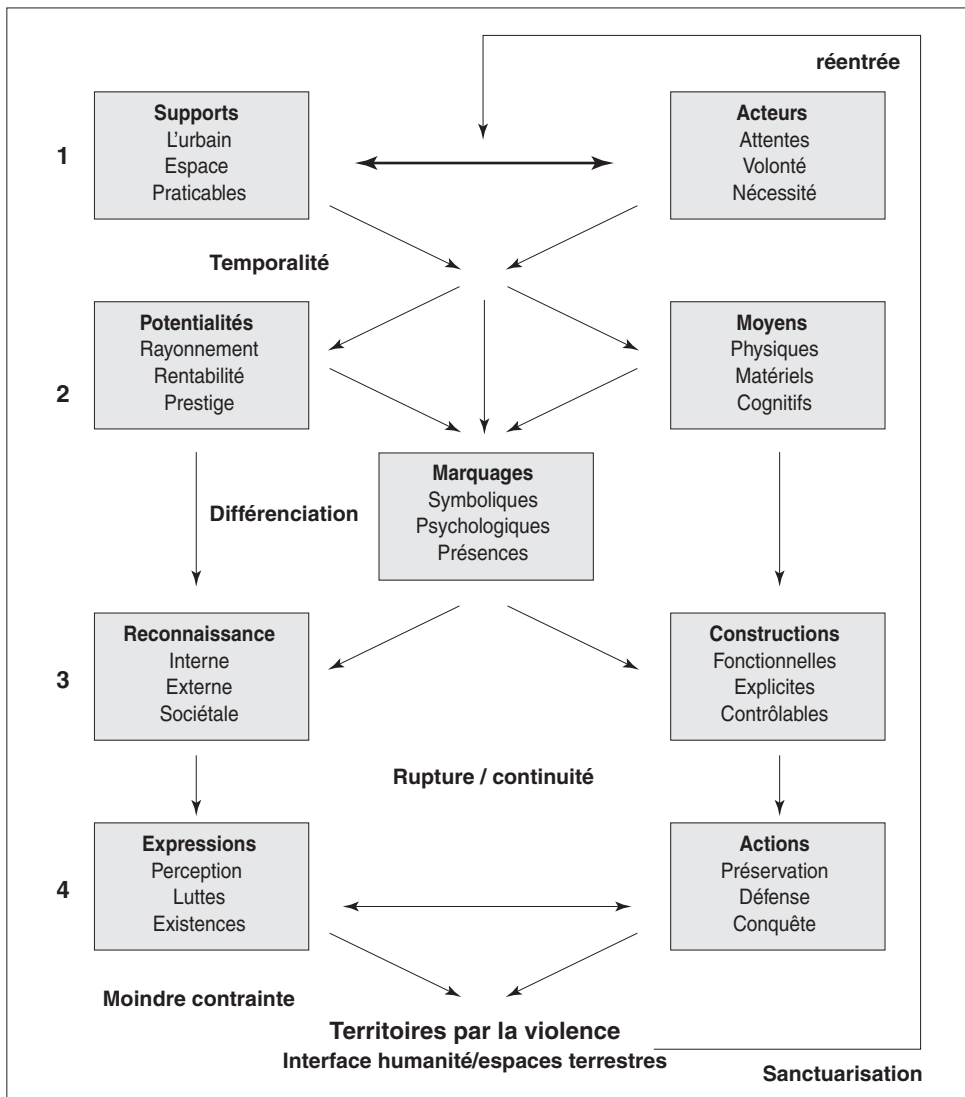 réentrée
1
Supports
L'urbain
Espace
Praticables
Acteurs
Attentes
Volonté
Nécessité
Temporalité
2
Potentialités
Rayonnement
Rentabilité
Prestige
Moyens
Physiques
Matériels
Cognitifs
Marquages
Symboliques
Psychologiques
Présences
Différenciation
3
Reconnaissance
Interne
Externe
Sociétale
Constructions
Fonctionnelles
Explicites
Contrôlables
Rupture / continuité
4
Expressions
Perception
Luttes
Existences
Actions
Préservation
Défense
Conquête
Moindre contrainte
Territoires par la violence
Interface humanité/espaces terrestres
Sanctuarisation